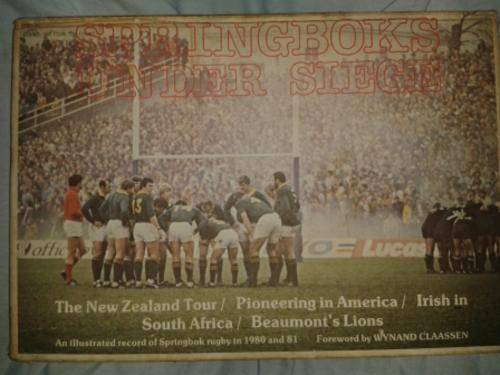 SPRINGBOKS
UNDER SIEGE
office
Lucas
The New Zealand Tour / Pioneering in America / Irish in
South Africa / Beaumont's Lions
An illustrated record of Springbok rugby in 1980 and 81 Foreword by WYNAND CLAASSEN